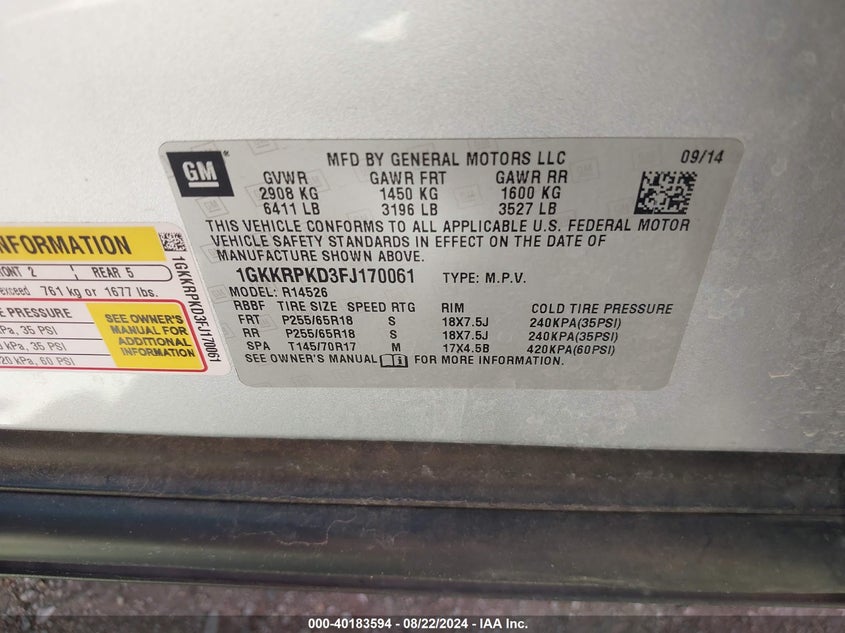 GM
MFD BY GENERAL MOTORS LLC 09/14
GVWR GAWR FRT GAWR RR
2908 KG 1450 KG 1600 KG
6411 LB 3196 LB 3527 LB
THIS VEHICLE CONFORMS TO ALL APPLICABLE U.S. FEDERAL MOTOR
VEHICLE SAFETY STANDARDS IN EFFECT ON THE DATE OF
MANUFACTURE SHOWN ABOVE.
1GKKRPKD3FJ170061 TYPE: M.P.V.
MODEL: R14526
RBBF TIRE SIZE SPEED RTG RIM COLD TIRE PRESSURE
FRT P255/65R18 S 18X7.5J 240KPA(35PSI)
RR P255/65R18 S 18X7.5J 240KPA(35PSI)
SPA T145/70R17 M 17X4.5B 420KPA(60PSI)
SEE OWNER'S MANUAL FOR MORE INFORMATION.
INFORMATION
FRONT 2 REAR 5
exceed 761 kg or 1677 lbs.
E PRESSURE
kPa, 35 PSI
kPa, 35 PSI
20 kPa, 60 PSI
SEE OWNER'S
MANUAL FOR
ADDITIONAL
INFORMATION
1GKKRPKD3FJ170061
000-40183594 - 08/22/2024 - IAA Inc.